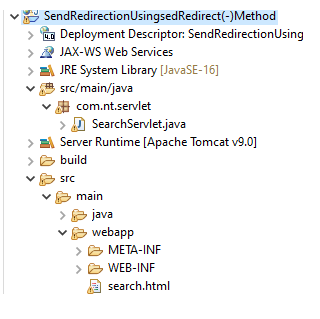 SendRedirectionUsingsedRedirect(-)Method
Deployment Descriptor: SendRedirectionUsing
JAX-WS Web Services
JRE System Library [JavaSE-16]
src/main/java
com.nt.servlet
SearchServlet.java
Server Runtime [Apache Tomcat v9.0]
build
src
main
java
webapp
META-INF
WEB-INF
search.html